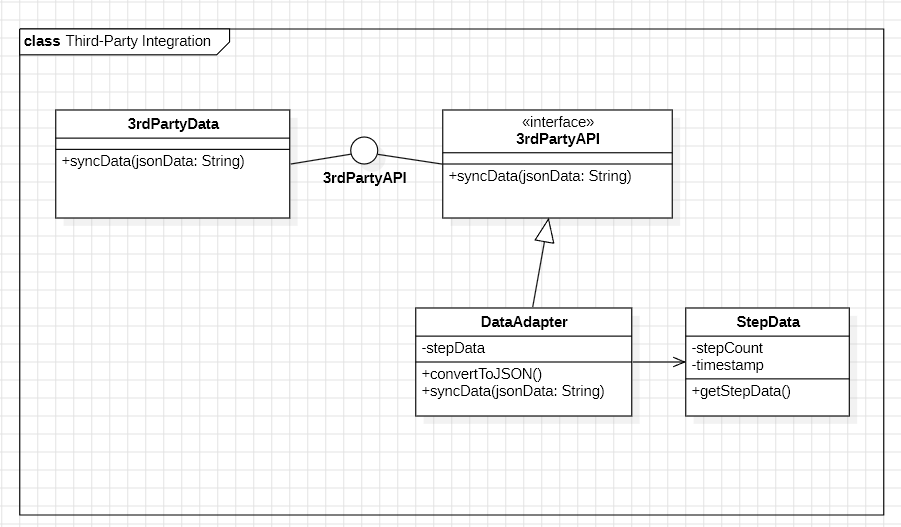 class Third-Party Integration
3rdPartyData
+syncData(jsonData: String)
3rdPartyAPI
«interface»
3rdPartyAPI
+syncData(jsonData: String)
DataAdapter
-stepData
+convertToJSON()
+syncData(jsonData: String)
StepData
-stepCount
-timestamp
+getStepData()